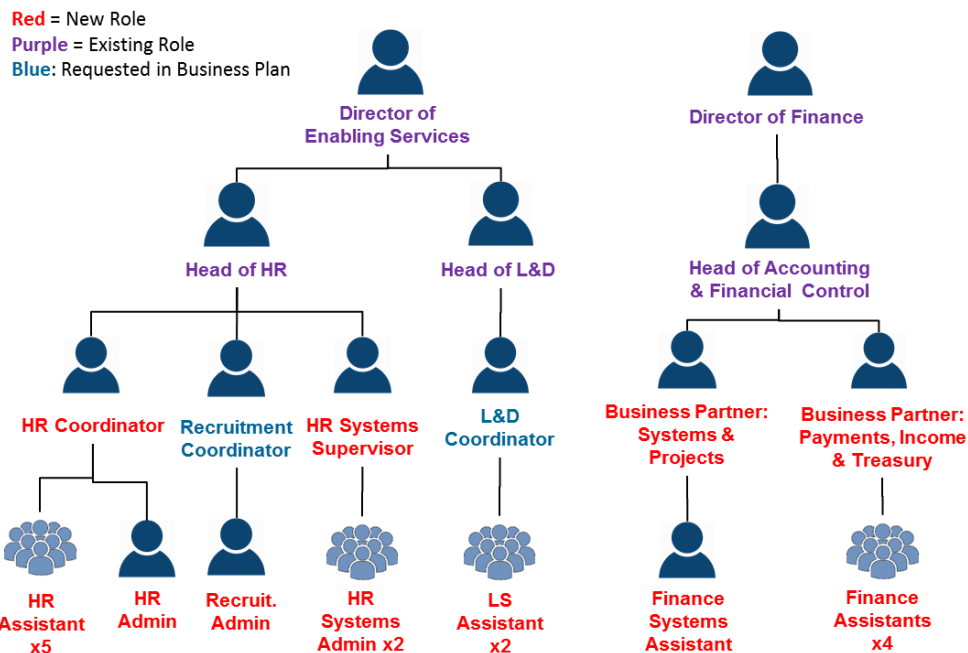 Red = New Role
Purple = Existing Role
Blue: Requested in Business Plan
Director of
Enabling Services
Director of Finance
Head of HR
Head of L&D
Head of Accounting
& Financial Control
HR Coordinator
Recruitment
Coordinator
HR Systems
Supervisor
L&D
Coordinator
Business Partner:
Systems &
Projects
Business Partner:
Payments, Income
& Treasury
HR
Assistant
x5
HR
Admin
Recruit.
Admin
HR
Systems
Admin x2
LS
Assistant
x2
Finance
Systems
Assistant
Finance
Assistants
x4